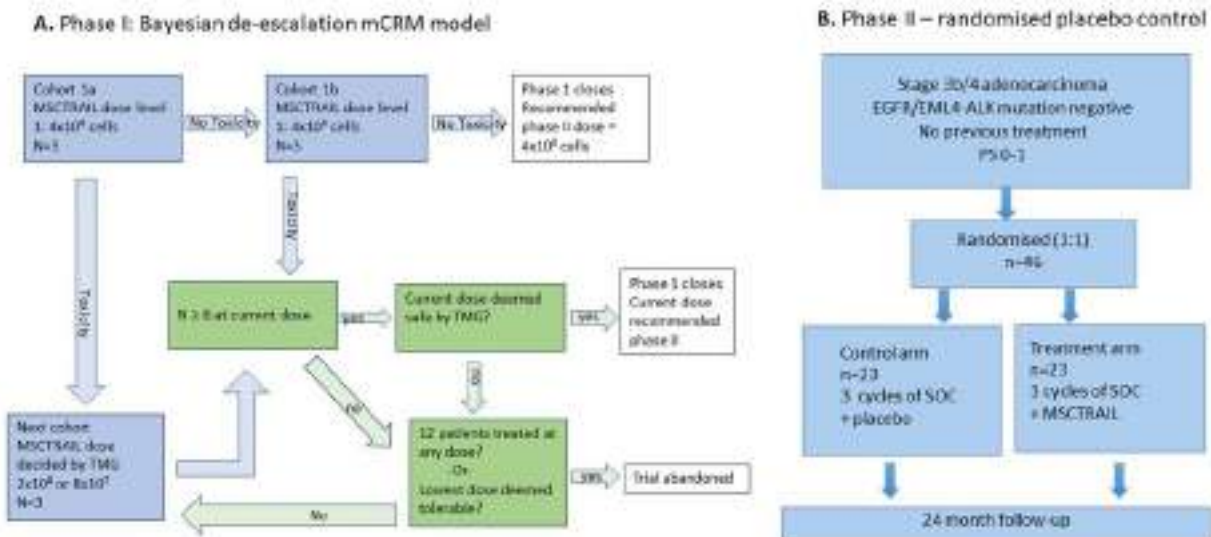 A. Phase I: Bayesian de-escalation mCRM model
Cohort 1a
MSCTRAIL dose level
1: 4x10⁸ cells
N=3
No Toxicity
Cohort 1b
MSCTRAIL dose level
1: 4x10⁸ cells
N=3
No Toxicity
Phase 1 closes
Recommended
phase II dose =
4x10⁸ cells
Toxicity
Toxicity
N ≥ 6 at current dose
yes
Current dose deemed
safe by TMG?
yes
Phase 1 closes
Current dose
recommended
phase II
no
no
Next cohort
MSCTRAIL dose
decided by TMG
2x10⁸ or 8x10⁷
N=3
12 patients treated at
any dose?
Or
Lowest dose deemed
tolerable?
yes
Trial abandoned
No
B. Phase II – randomised placebo control
Stage 3b/4 adenocarcinoma
EGFR/EML4-ALK mutation negative
No previous treatment
PS 0-1
Randomised (1:1)
n=46
Control arm
n=23
3 cycles of SOC
+ placebo
Treatment arm
n=23
3 cycles of SOC
+ MSCTRAIL
24 month follow-up